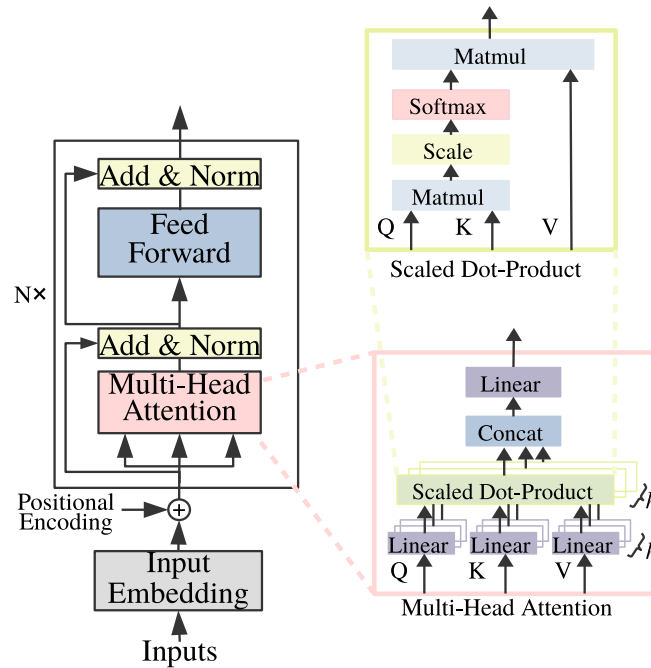 Add & Norm
Feed
Forward
N×
Add & Norm
Multi-Head
Attention
Positional
Encoding
Input
Embedding
Inputs
Matmul
Softmax
Scale
Matmul
Q K V
Scaled Dot-Product
Linear
Concat
Scaled Dot-Product
Linear Linear Linear
Q K V
Multi-Head Attention